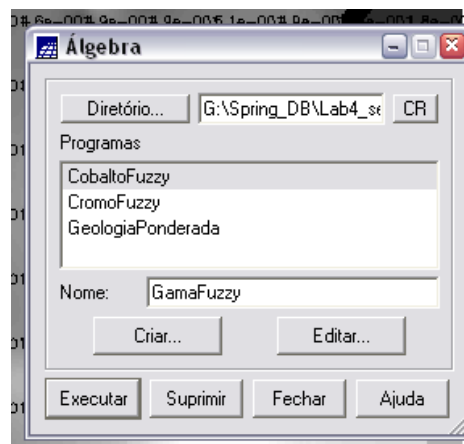 Álgebra
Diretório... G:\Spring_DB\Lab4_se CR
Programas
CobaltoFuzzy
CromoFuzzy
GeologiaPonderada
Nome: GamaFuzzy
Criar... Editar...
Executar Suprimir Fechar Ajuda